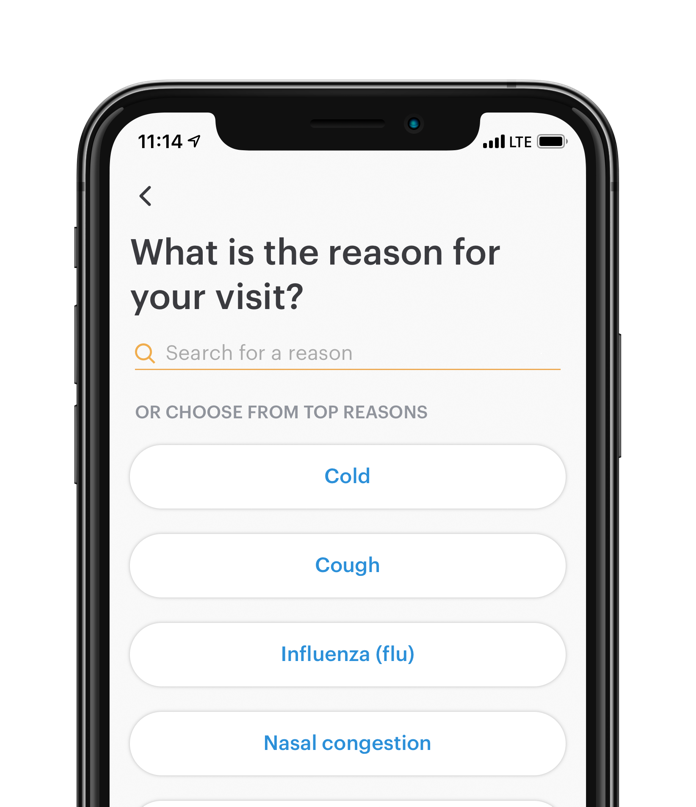 11:14 LTE
What is the reason for
your visit?
Search for a reason
OR CHOOSE FROM TOP REASONS
Cold
Cough
Influenza (flu)
Nasal congestion